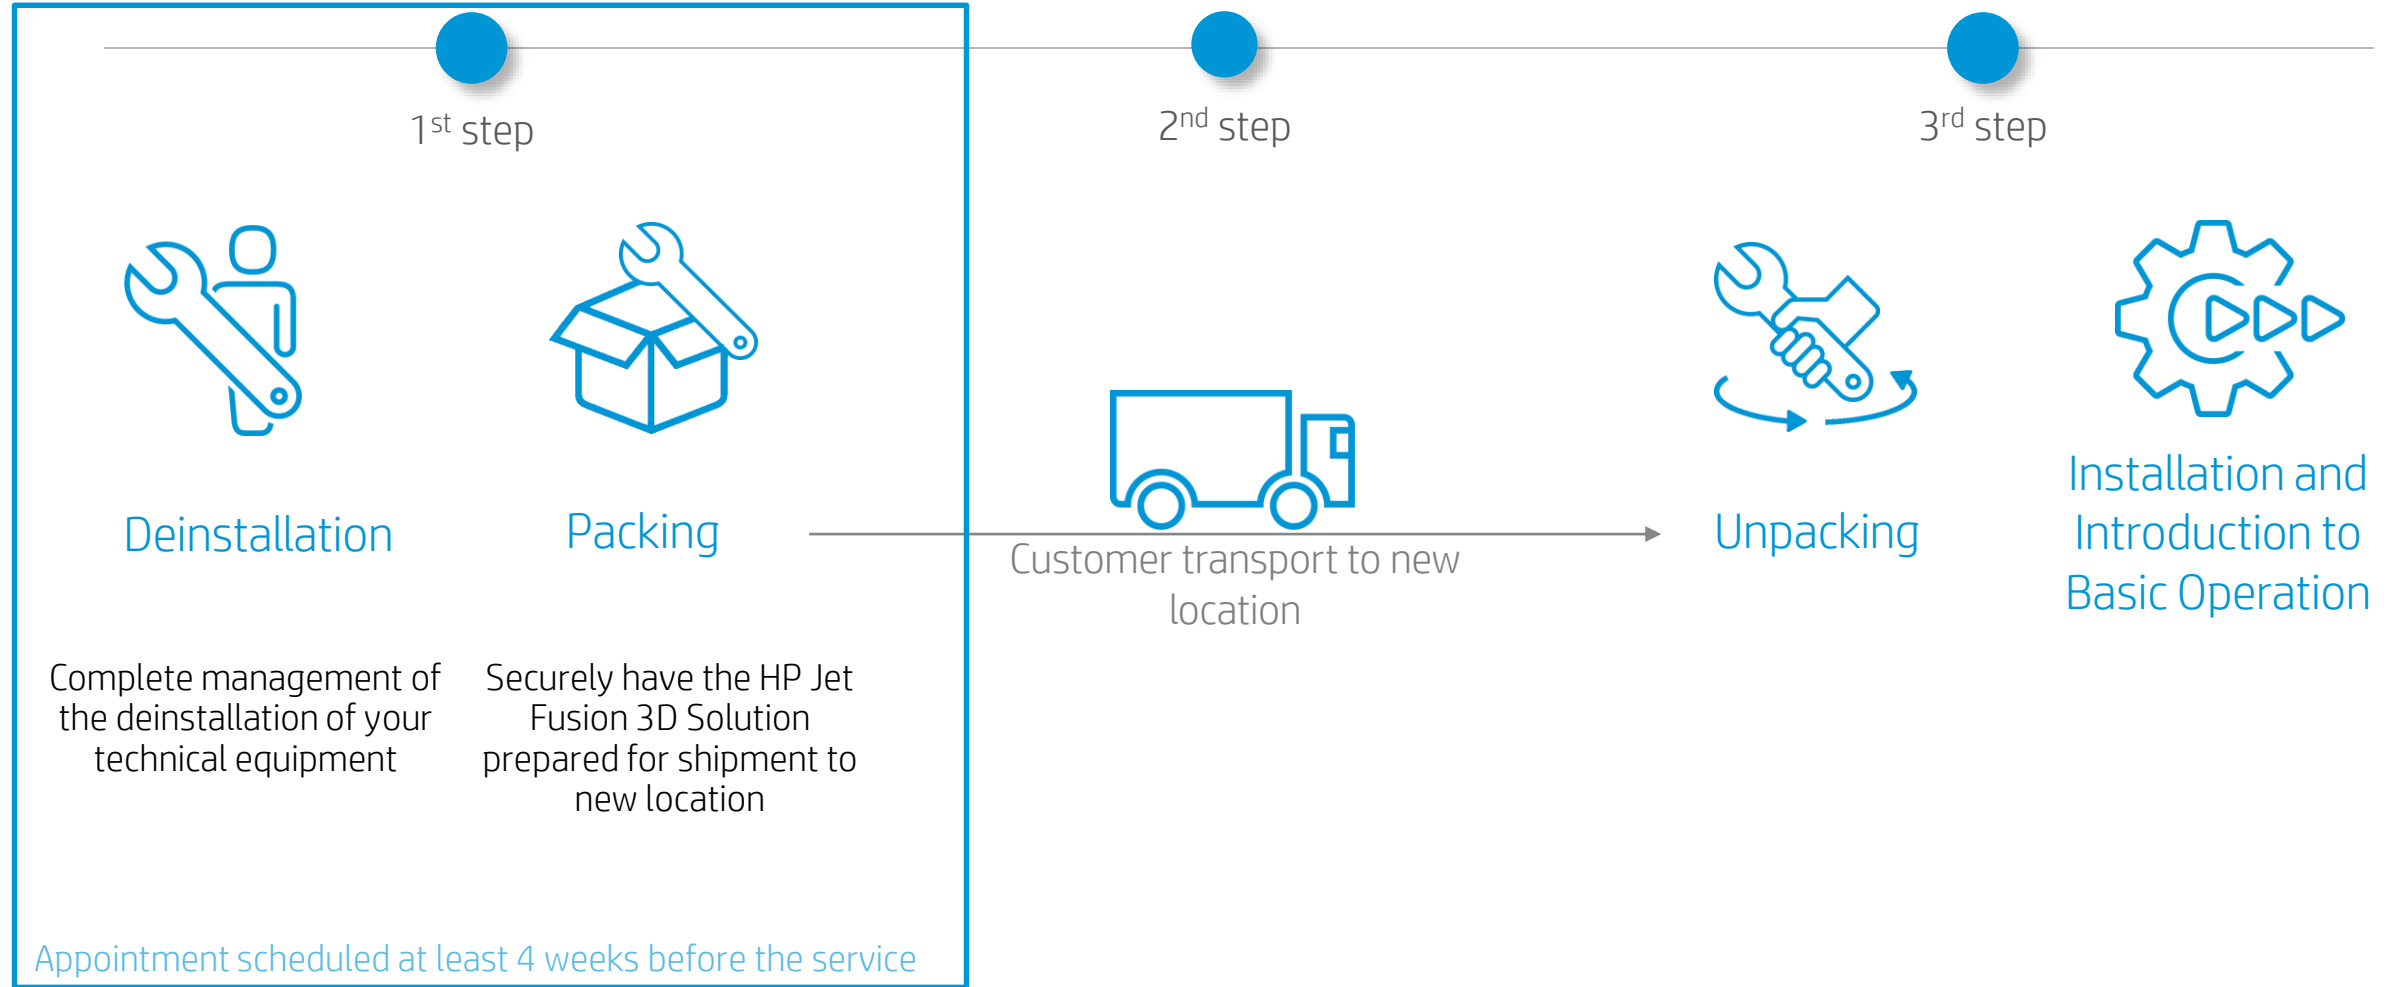 1st step
2nd step
3rd step
Deinstallation
Packing
Customer transport to new
location
Unpacking
Installation and
Introduction to
Basic Operation
Complete management of
the deinstallation of your
technical equipment
Securely have the HP Jet
Fusion 3D Solution
prepared for shipment to
new location
Appointment scheduled at least 4 weeks before the service